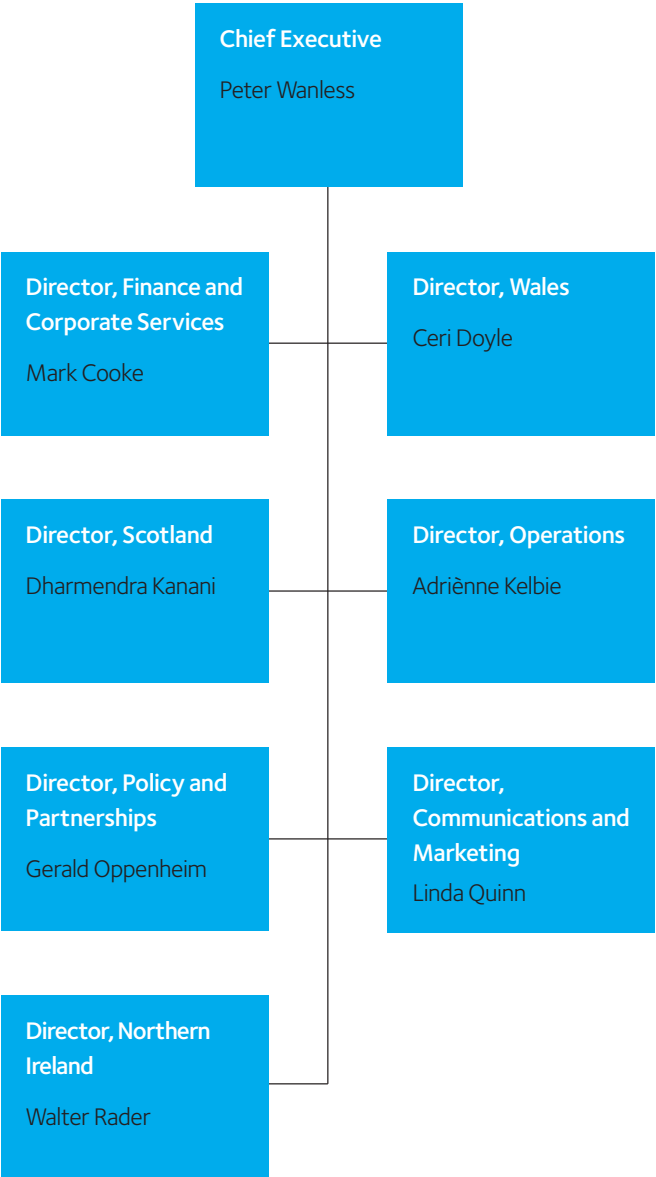 Chief Executive
Peter Wanless
Director, Finance and
Corporate Services
Mark Cooke
Director, Wales
Ceri Doyle
Director, Scotland
Dharmendra Kanani
Director, Operations
Adriènne Kelbie
Director, Policy and
Partnerships
Gerald Oppenheim
Director,
Communications and
Marketing
Linda Quinn
Director, Northern
Ireland
Walter Rader